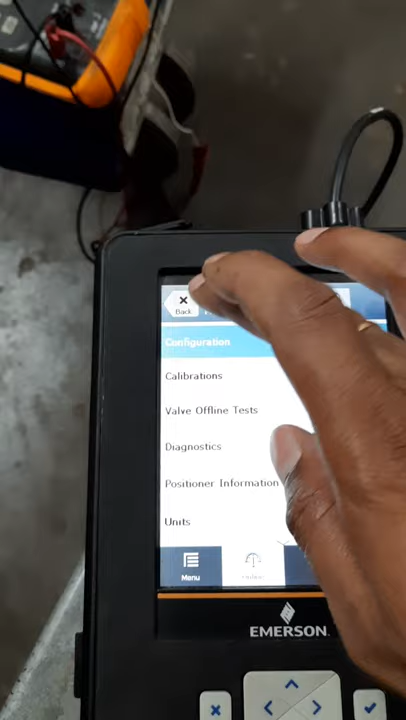 Back
Configuration
Calibrations
Valve Offline Tests
Diagnostics
Positioner Information
Units
Menu
EMERSON